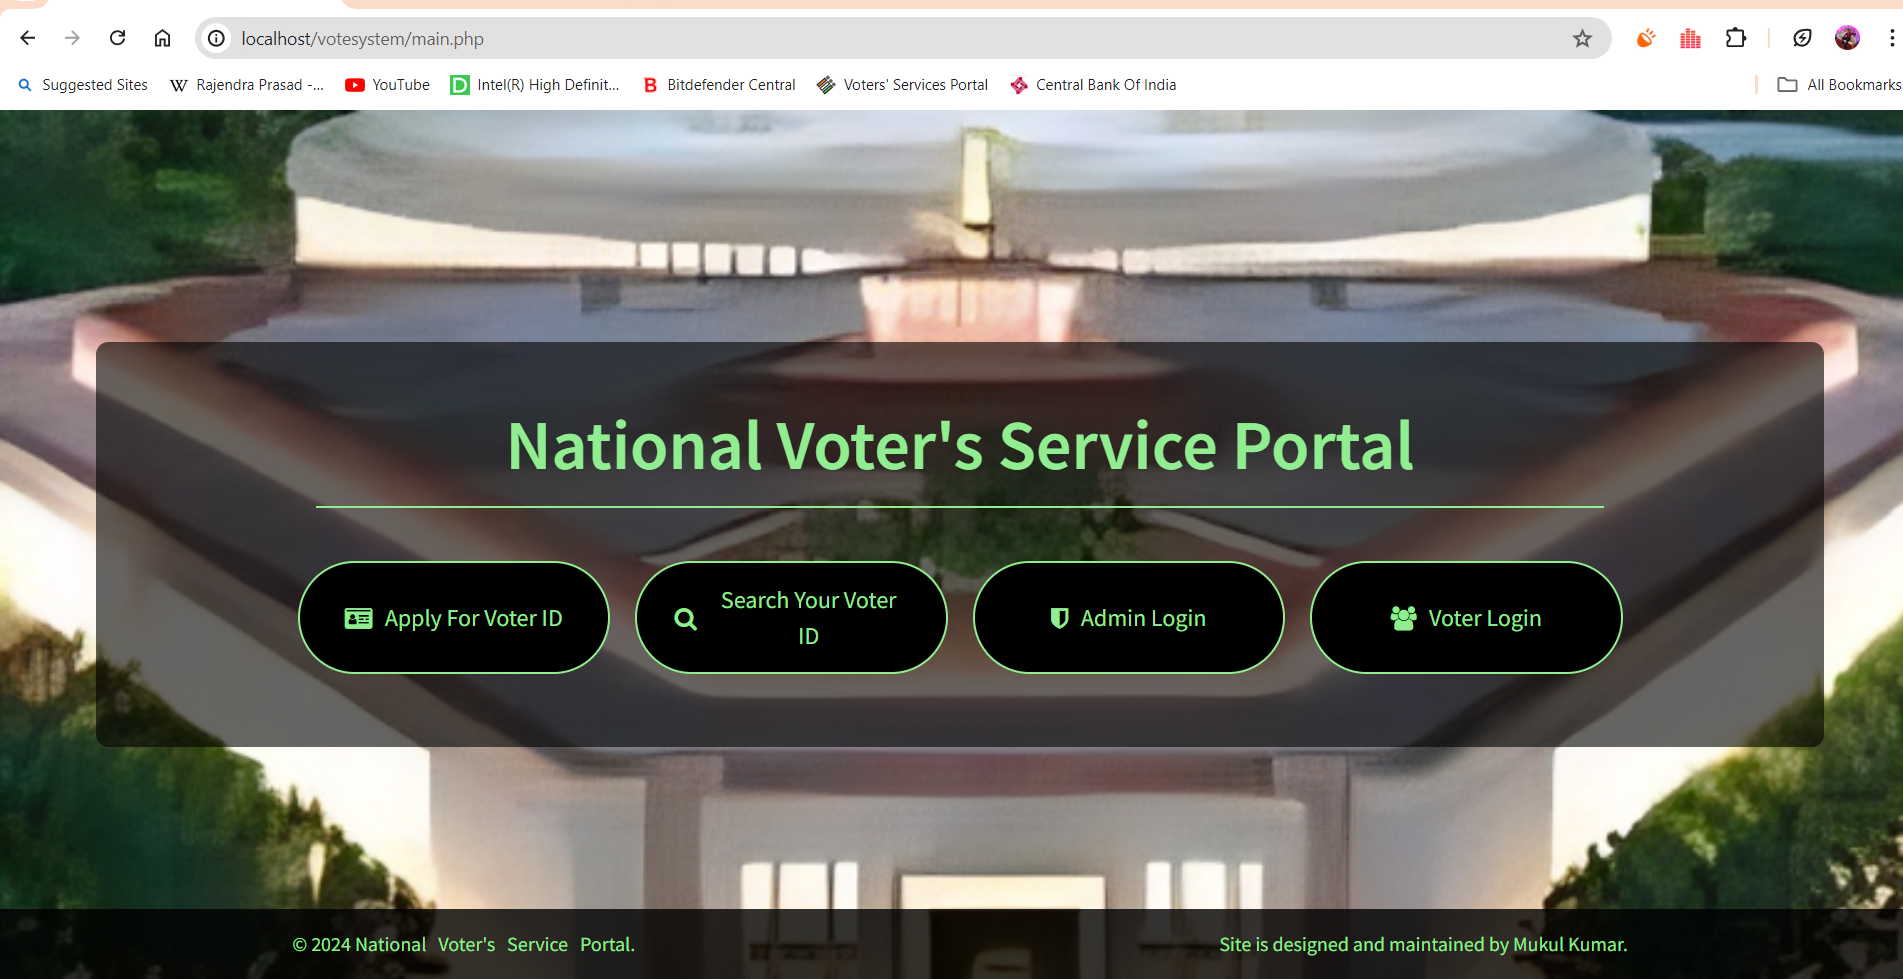 localhost/votesystem/main.php
Suggested Sites
W Rajendra Prasad -...
YouTube
D Intel(R) High Definit...
B Bitdefender Central
Voters' Services Portal
Central Bank Of India
All Bookmarks
National Voter's Service Portal
Apply For Voter ID
Search Your Voter
ID
Admin Login
Voter Login
© 2024 National Voter's Service Portal.
Site is designed and maintained by Mukul Kumar.